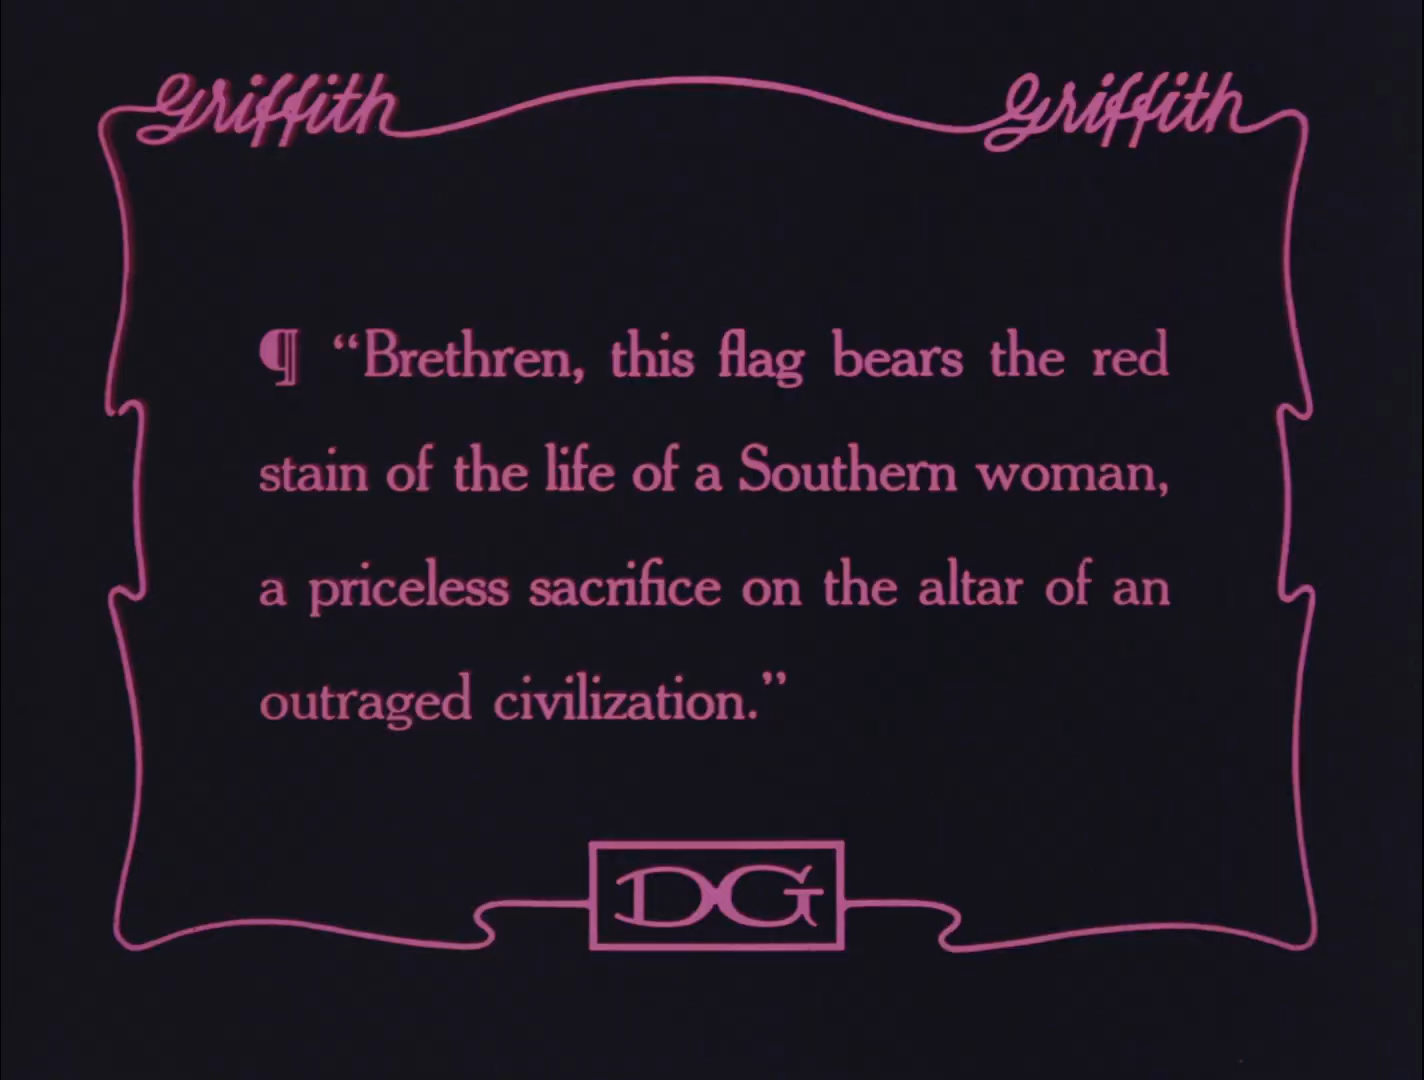 Griffith Griffith
¶ “Brethren, this flag bears the red
stain of the life of a Southern woman,
a priceless sacrifice on the altar of an
outraged civilization.”
DG